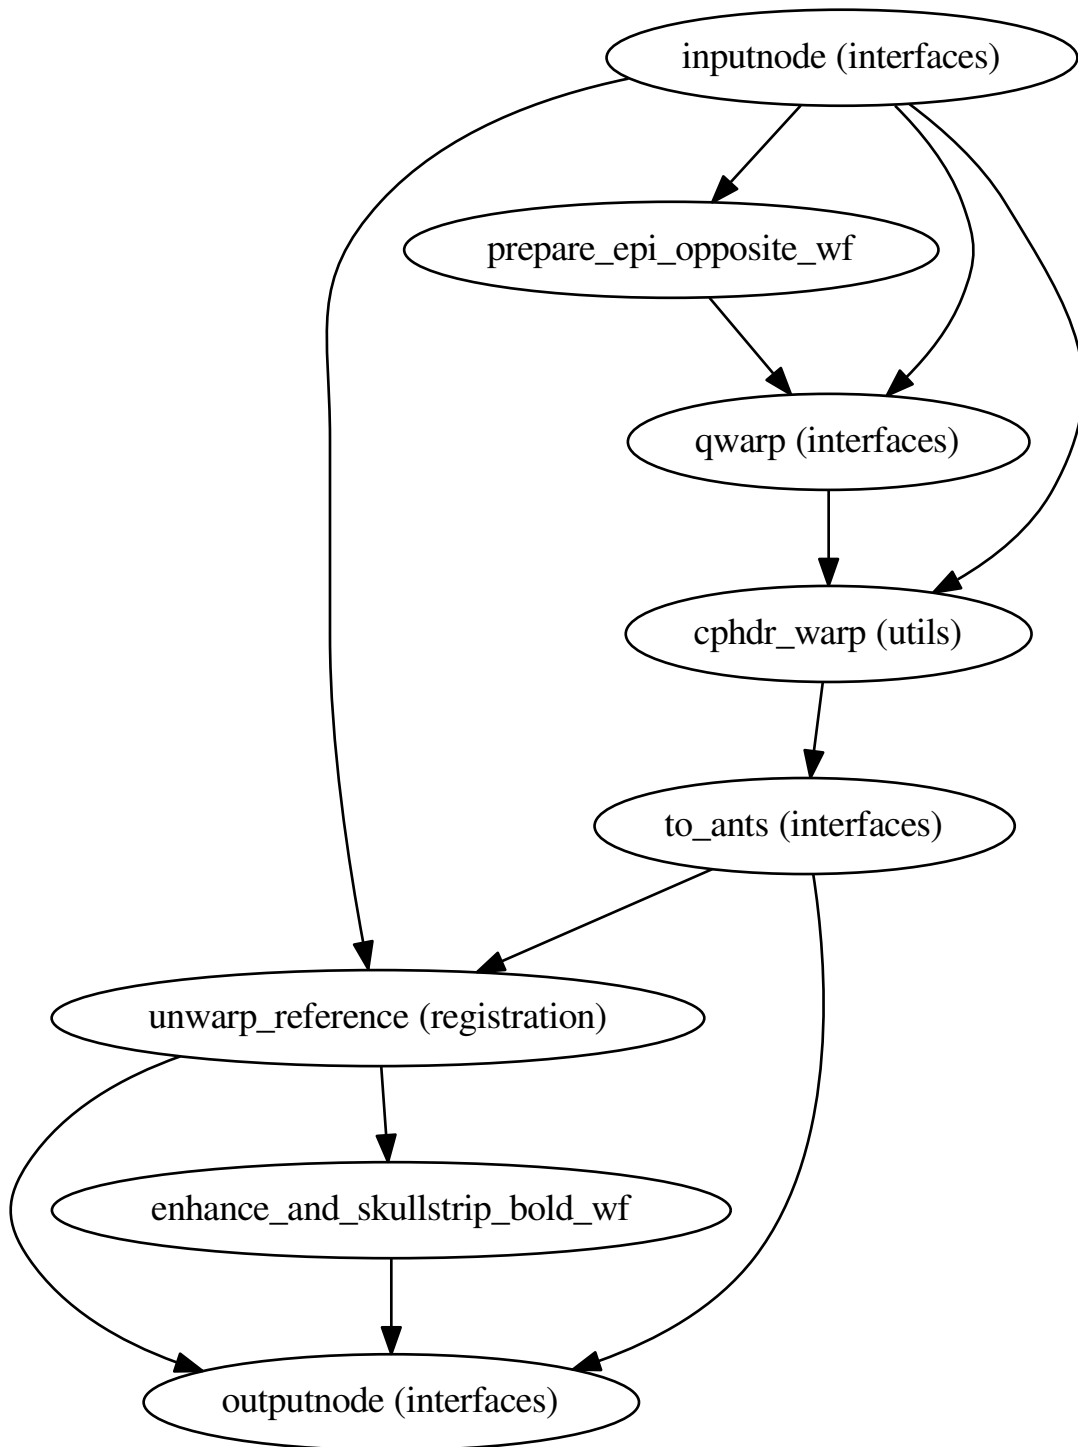 inputnode (interfaces)
prepare_epi_opposite_wf
qwarp (interfaces)
cphdr_warp (utils)
to_ants (interfaces)
unwarp_reference (registration)
enhance_and_skullstrip_bold_wf
outputnode (interfaces)